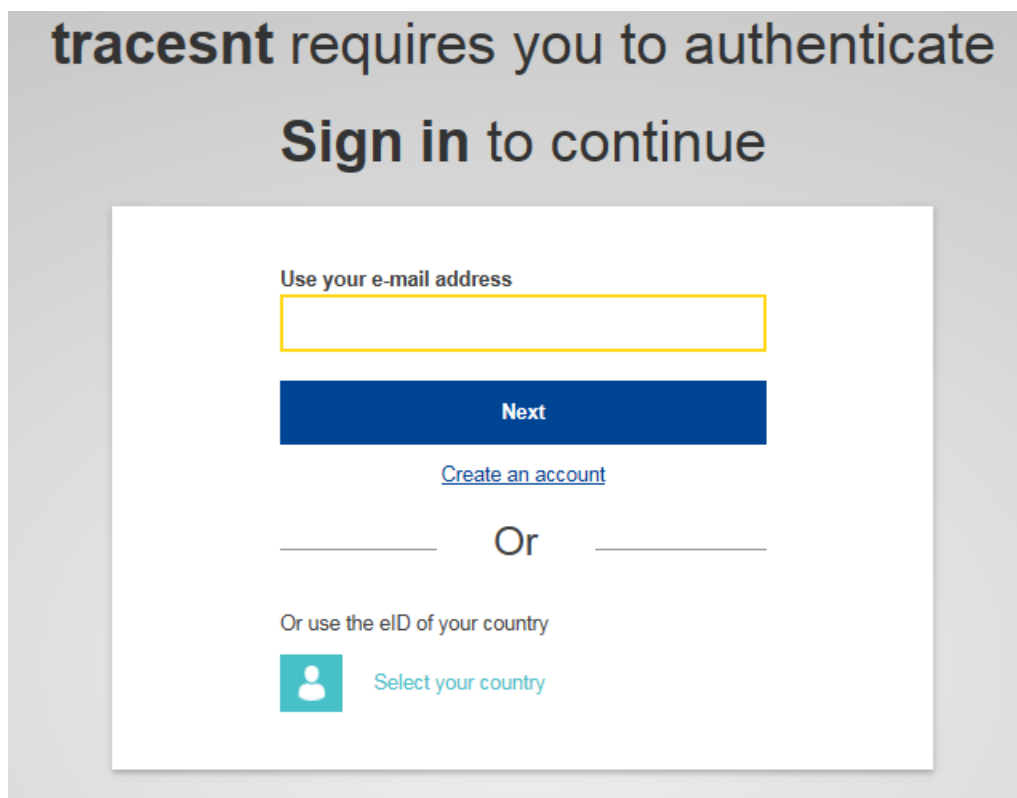 tracesnt requires you to authenticate
Sign in to continue
Use your e-mail address
Next
Create an account
Or
Or use the eID of your country
Select your country